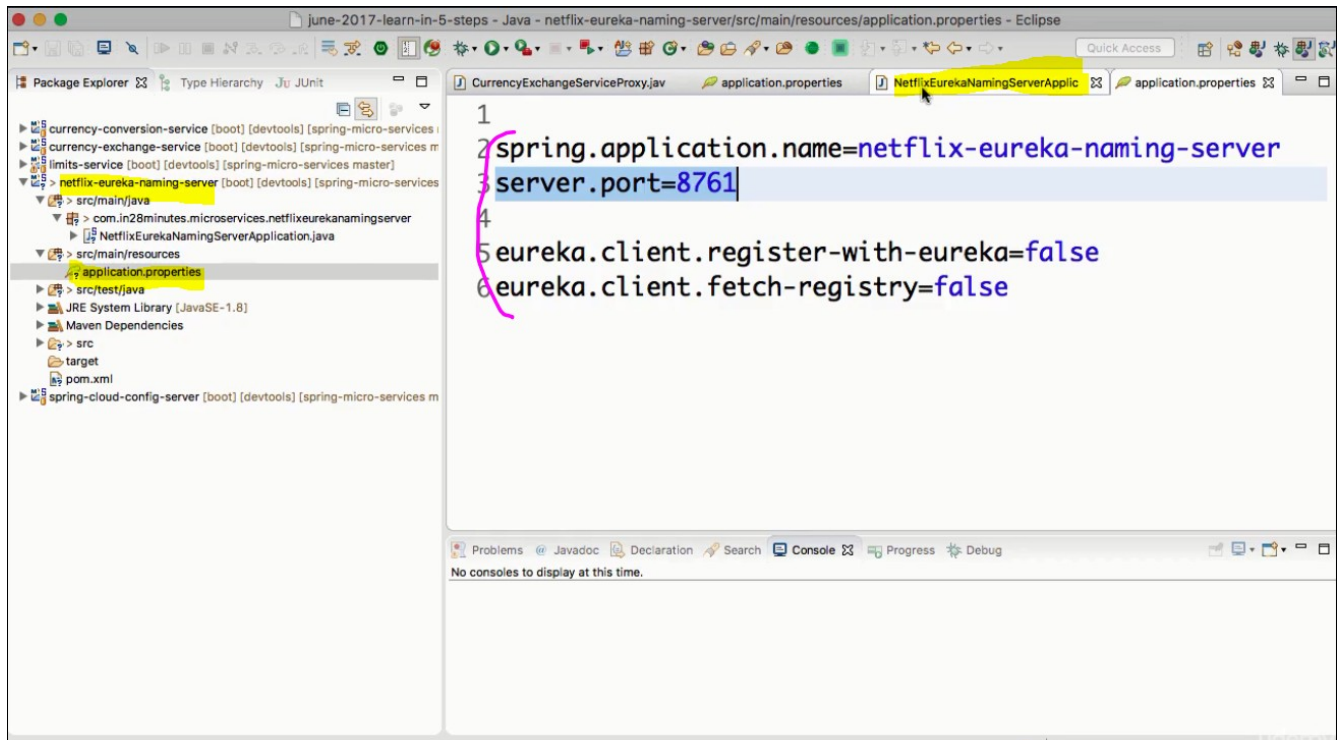 june-2017-learn-in-5-steps - Java - netflix-eureka-naming-server/src/main/resources/application.properties - Eclipse
Quick Access
Package Explorer Type Hierarchy JUnit
CurrencyExchangeServiceProxy.jav application.properties NetflixEurekaNamingServerApplic application.properties
currency-conversion-service [boot] [devtools] [spring-micro-services
currency-exchange-service [boot] [devtools] [spring-micro-services m
limits-service [boot] [devtools] [spring-micro-services master]
> netflix-eureka-naming-server [boot] [devtools] [spring-micro-services
> src/main/java
> com.in28minutes.microservices.netflixeurekanamingserver
NetflixEurekaNamingServerApplication.java
> src/main/resources
application.properties
> src/test/java
JRE System Library [JavaSE-1.8]
Maven Dependencies
> src
target
pom.xml
spring-cloud-config-server [boot] [devtools] [spring-micro-services m
1
2 spring.application.name=netflix-eureka-naming-server
3 server.port=8761
4
5 eureka.client.register-with-eureka=false
6 eureka.client.fetch-registry=false
Problems @ Javadoc Declaration Search Console Progress Debug
No consoles to display at this time.